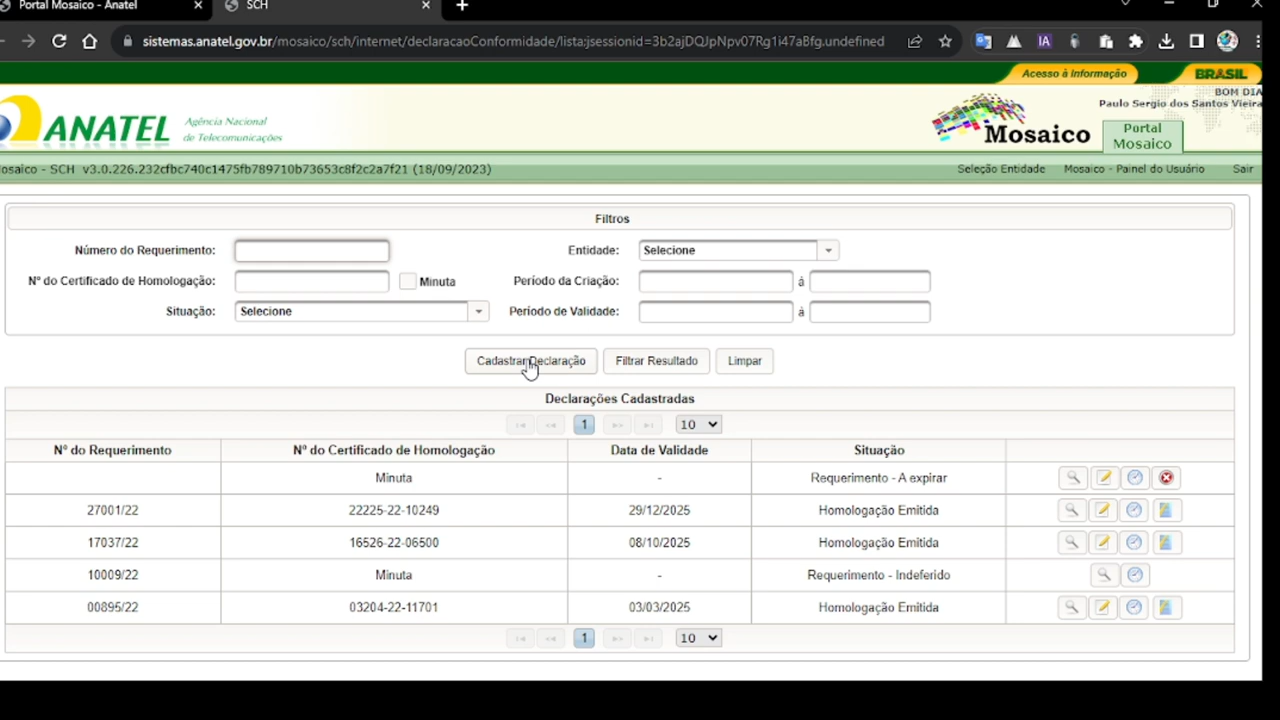 Portal Mosaico - Anatel
SCH
sistemas.anatel.gov.br/mosaico/sch/internet/declaracaoConformidade/lista;jsessionid=3b2ajDQJpNpv07Rg1i47aBfg.undefined
IA
Acesso à Informação
BRASIL
BOM DIA
Paulo Sergio dos Santos Vieira
ANATEL
Agência Nacional
de Telecomunicações
Mosaico
Portal
Mosaico
osaico - SCH v3.0.226.232cfbc740c1475fb789710b73653c8f2c2a7f21 (18/09/2023)
Seleção Entidade Mosaico - Painel do Usuário Sair
Filtros
Número do Requerimento: Entidade: Selecione
Nº do Certificado de Homologação: Minuta Período da Criação: à
Situação: Selecione Período de Validade: à
Cadastrar Declaração Filtrar Resultado Limpar
Declarações Cadastradas
1 10
Nº do Requerimento Nº do Certificado de Homologação Data de Validade Situação
Minuta - Requerimento - A expirar
27001/22 22225-22-10249 29/12/2025 Homologação Emitida
17037/22 16526-22-06500 08/10/2025 Homologação Emitida
10009/22 Minuta - Requerimento - Indeferido
00895/22 03204-22-11701 03/03/2025 Homologação Emitida
1 10